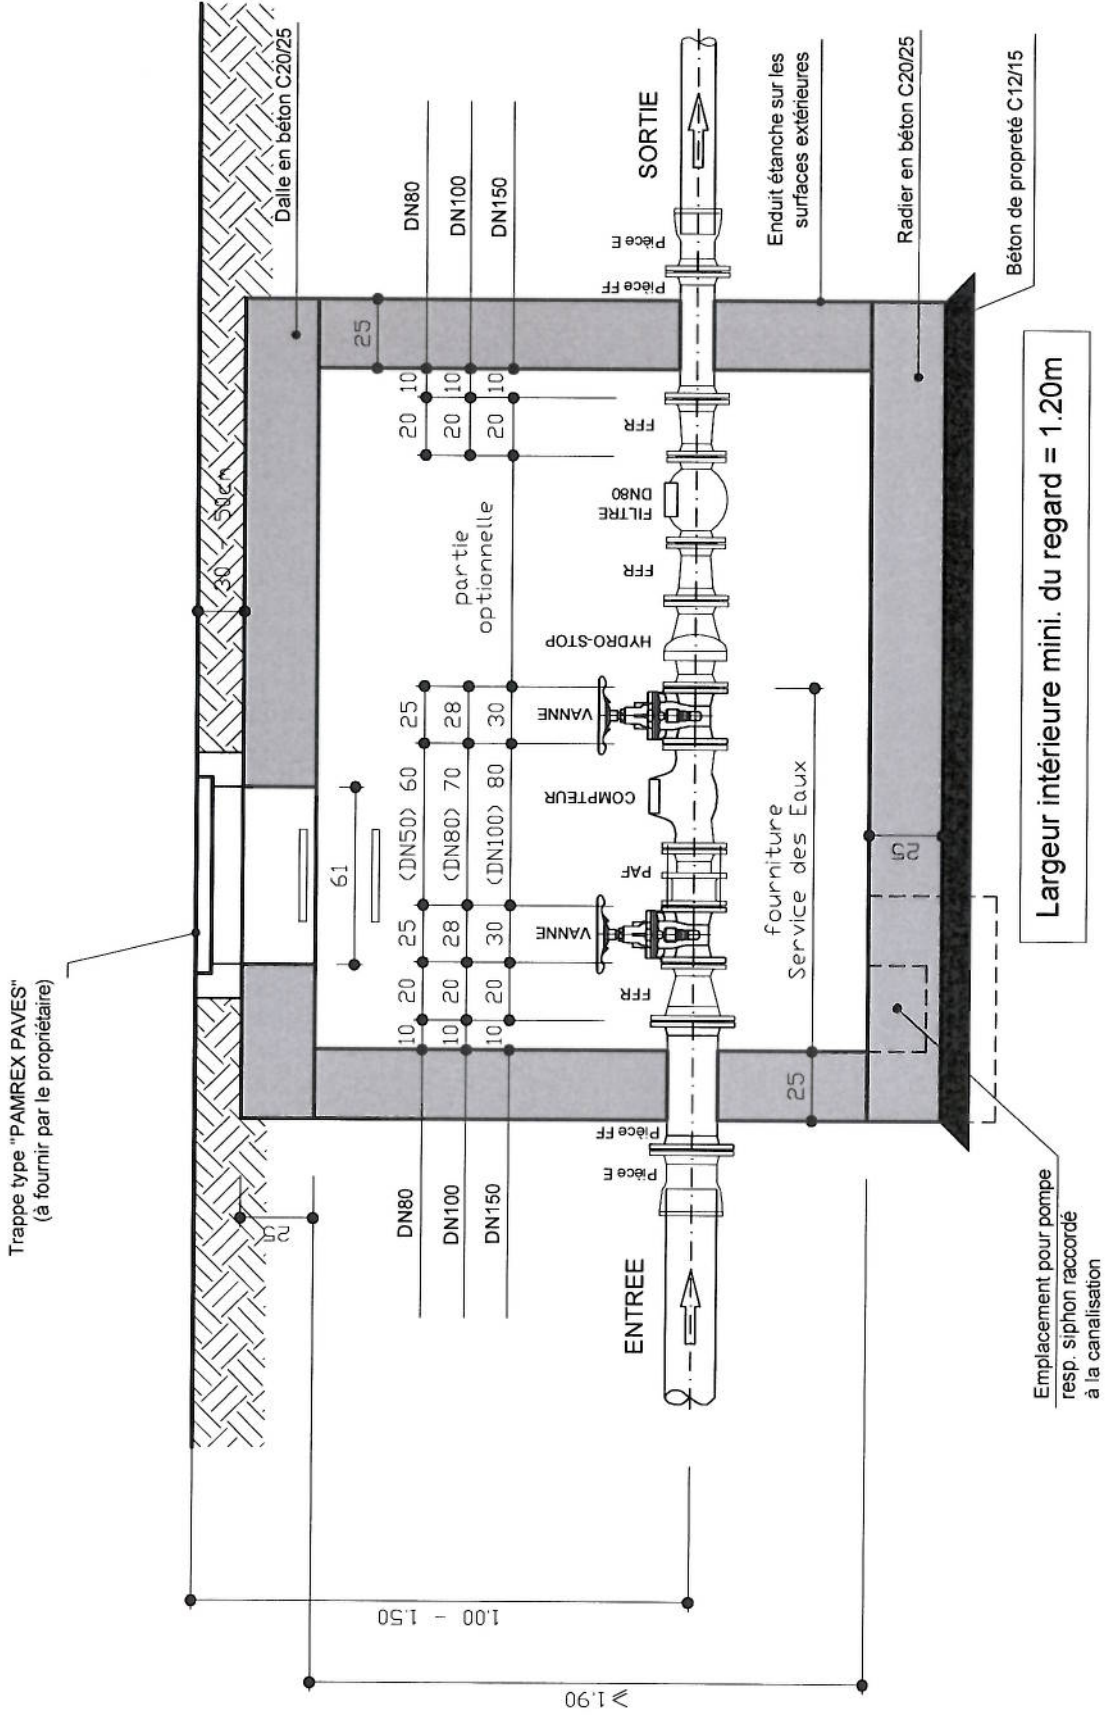 Trappe type "PAMREX PAVES"
(à fournir par le propriétaire)
Dalle en béton C20/25
30 - 50cm
25
61
25
DN80
DN100
DN150
10 20 25 (DN50) 60 25
10 20 28 (DN80) 70 28
10 20 30 (DN100) 80 30
partie
optionnelle
20 10
20 10
20 10
DN80
DN100
DN150
1.00 - 1.50
⩾ 1.90
ENTREE
Pièce E
Pièce FF
FFR
VANNE
PAF
COMPTEUR
VANNE
HYDRO-STOP
FFR
FILTRE
DN80
FFR
Pièce FF
Pièce E
SORTIE
fourniture
Service des Eaux
25
25
Enduit étanche sur les
surfaces extérieures
Radier en béton C20/25
Béton de propreté C12/15
Emplacement pour pompe
resp. siphon raccordé
à la canalisation
Largeur intérieure mini. du regard = 1.20m